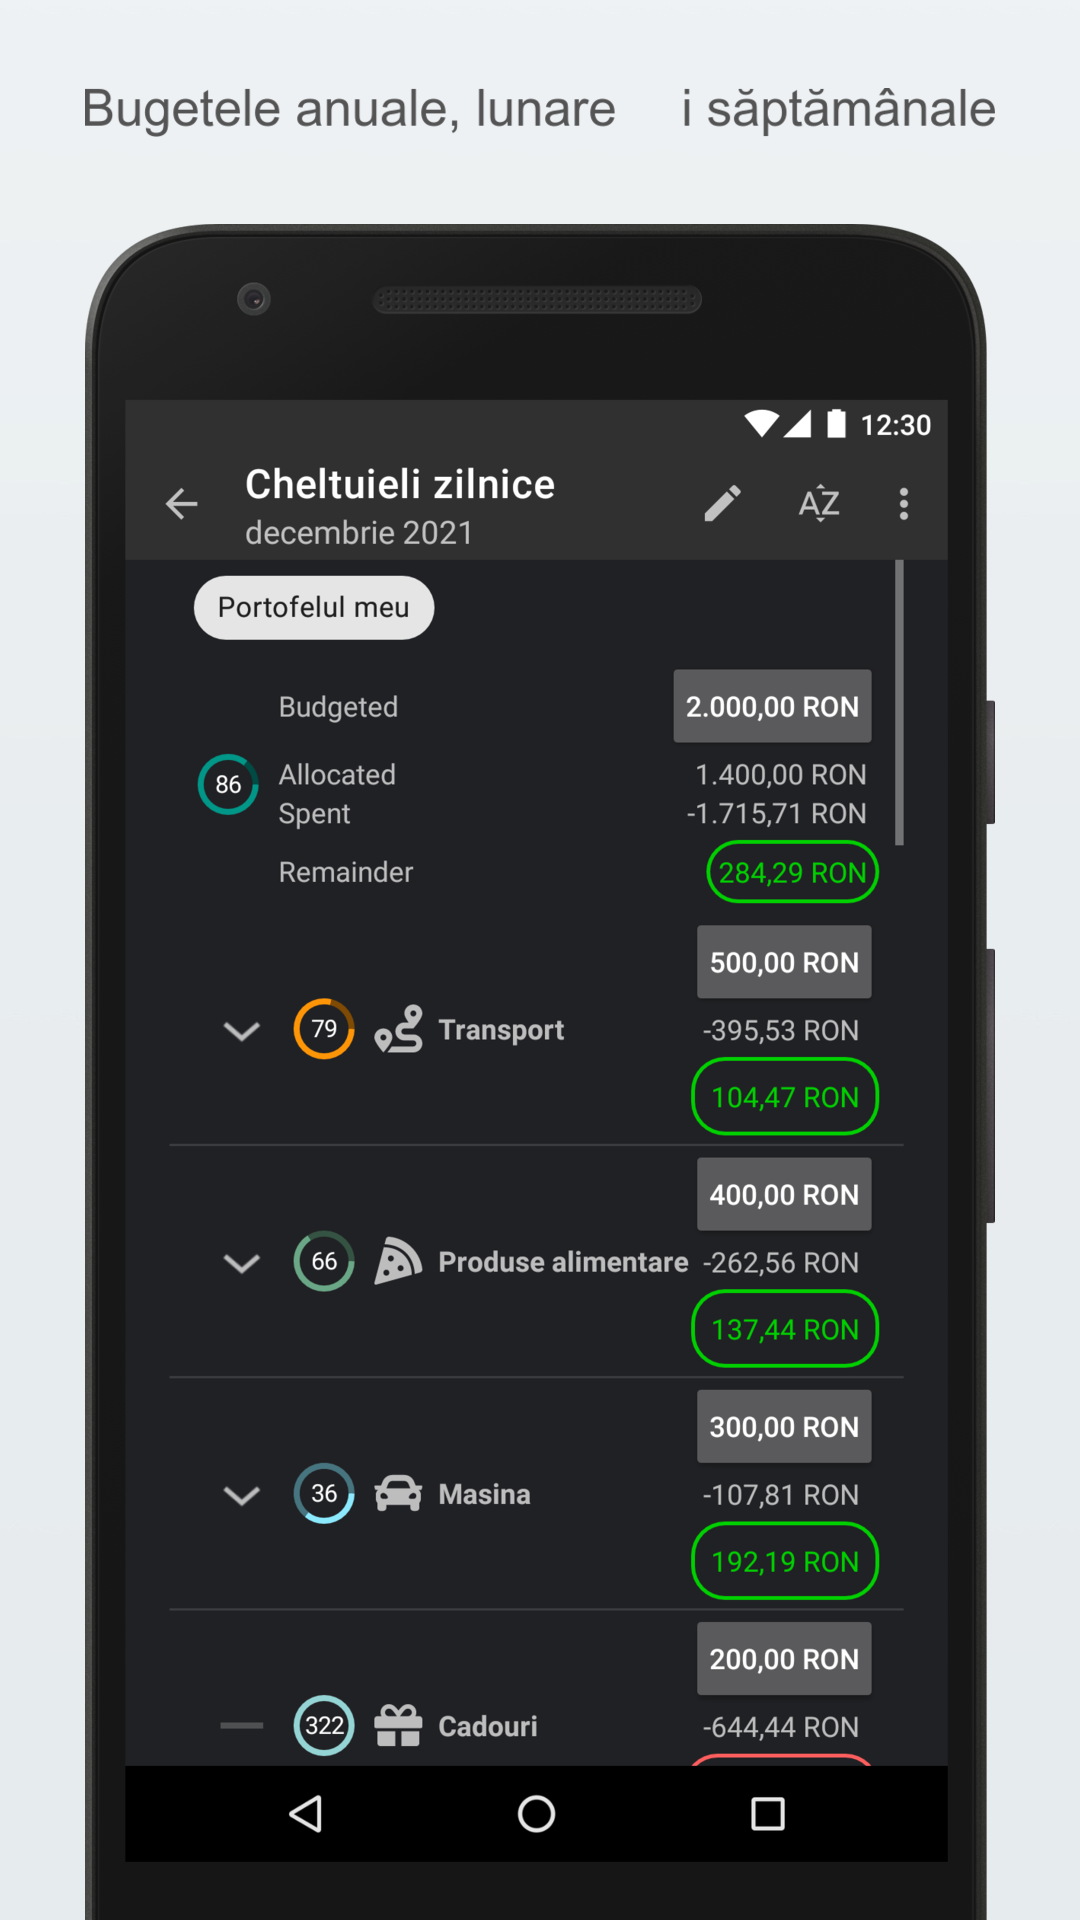 Bugetele anuale, lunare i săptămânale
12:30
Cheltuieli zilnice
decembrie 2021
AZ
Portofelul meu
Budgeted 2.000,00 RON
86
Allocated 1.400,00 RON
Spent -1.715,71 RON
Remainder 284,29 RON
500,00 RON
79 Transport -395,53 RON
104,47 RON
400,00 RON
66 Produse alimentare -262,56 RON
137,44 RON
300,00 RON
36 Masina -107,81 RON
192,19 RON
200,00 RON
322 Cadouri -644,44 RON